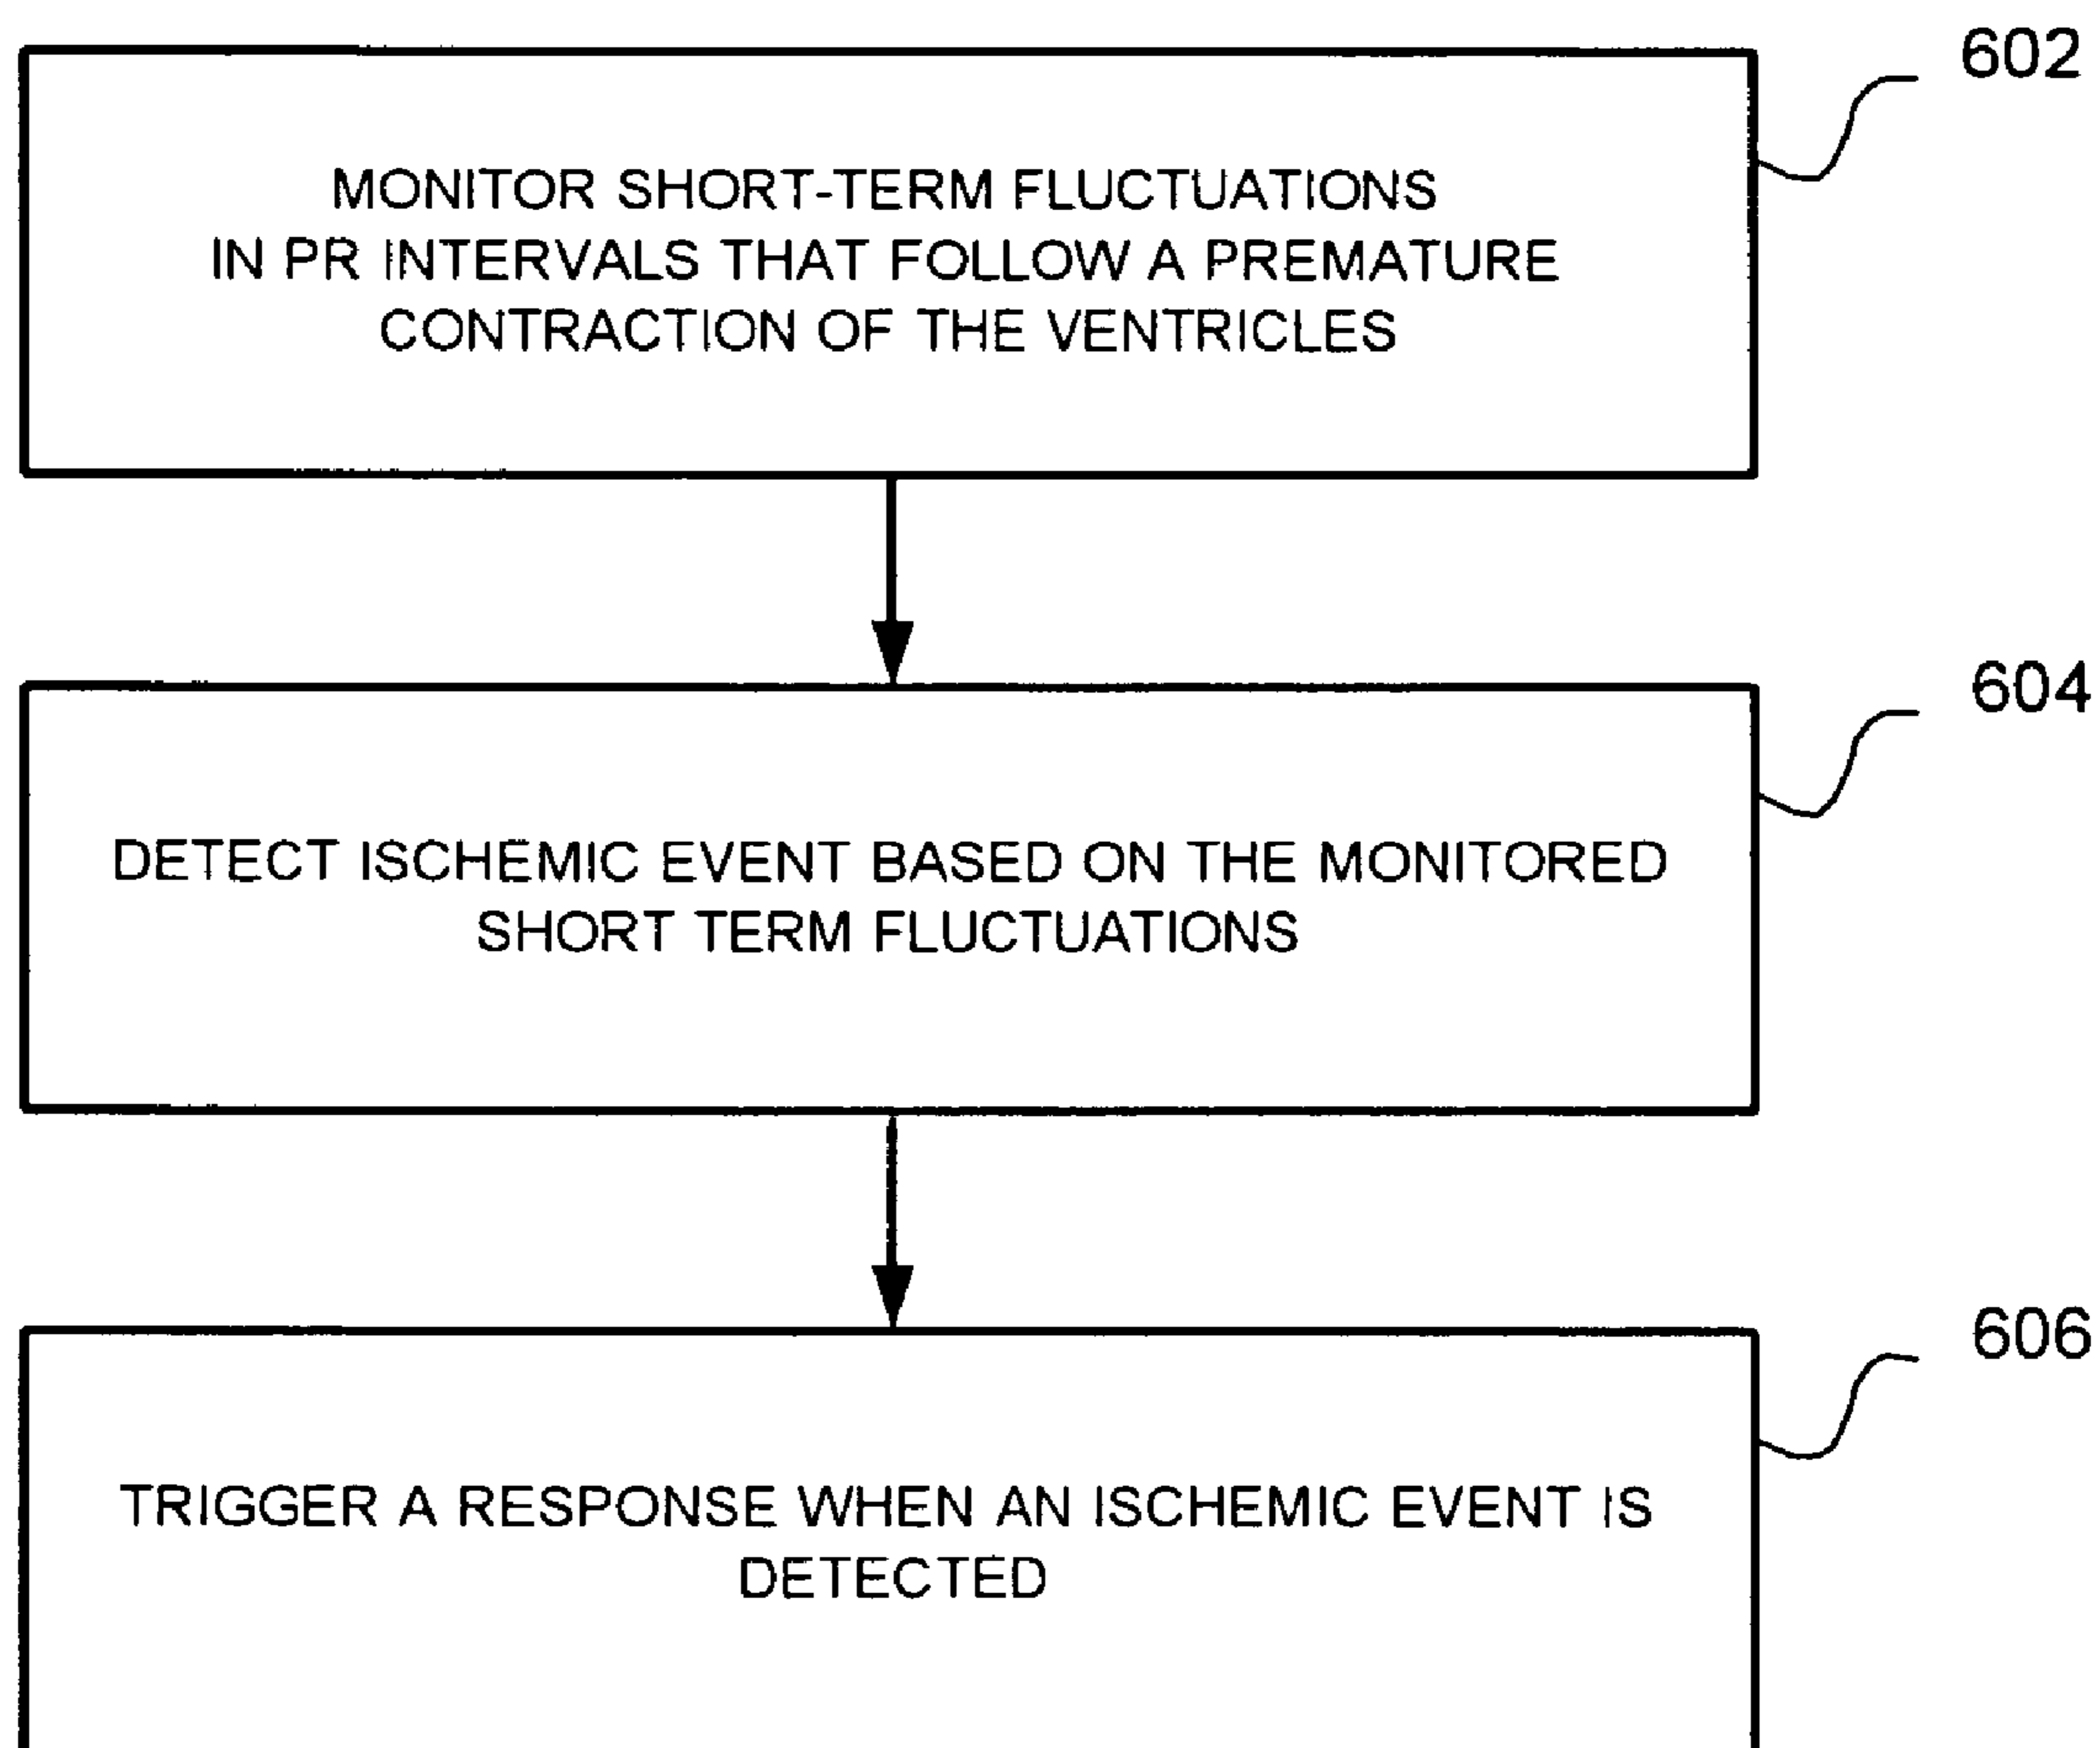 602
MONITOR SHORT-TERM FLUCTUATIONS
IN PR INTERVALS THAT FOLLOW A PREMATURE
CONTRACTION OF THE VENTRICLES
604
DETECT ISCHEMIC EVENT BASED ON THE MONITORED
SHORT TERM FLUCTUATIONS
606
TRIGGER A RESPONSE WHEN AN ISCHEMIC EVENT IS
DETECTED